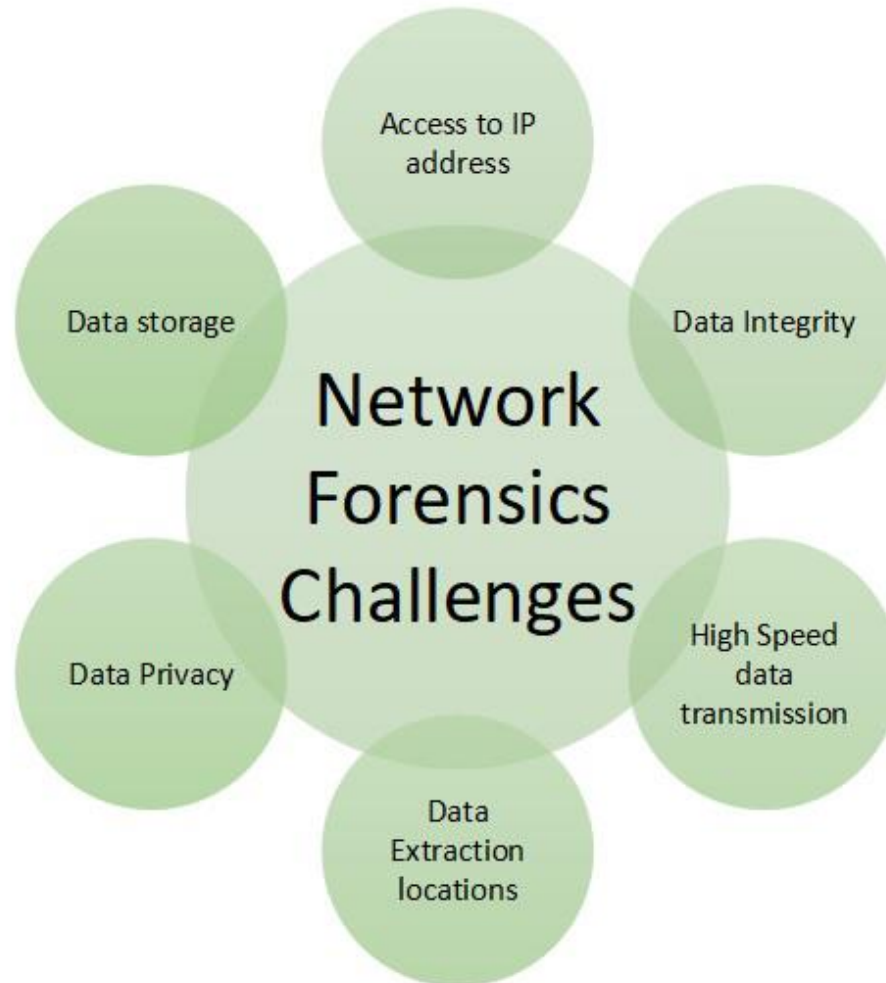 Access to IP
address
Data storage
Data Integrity
Network
Forensics
Challenges
Data Privacy
High Speed
data
transmission
Data
Extraction
locations